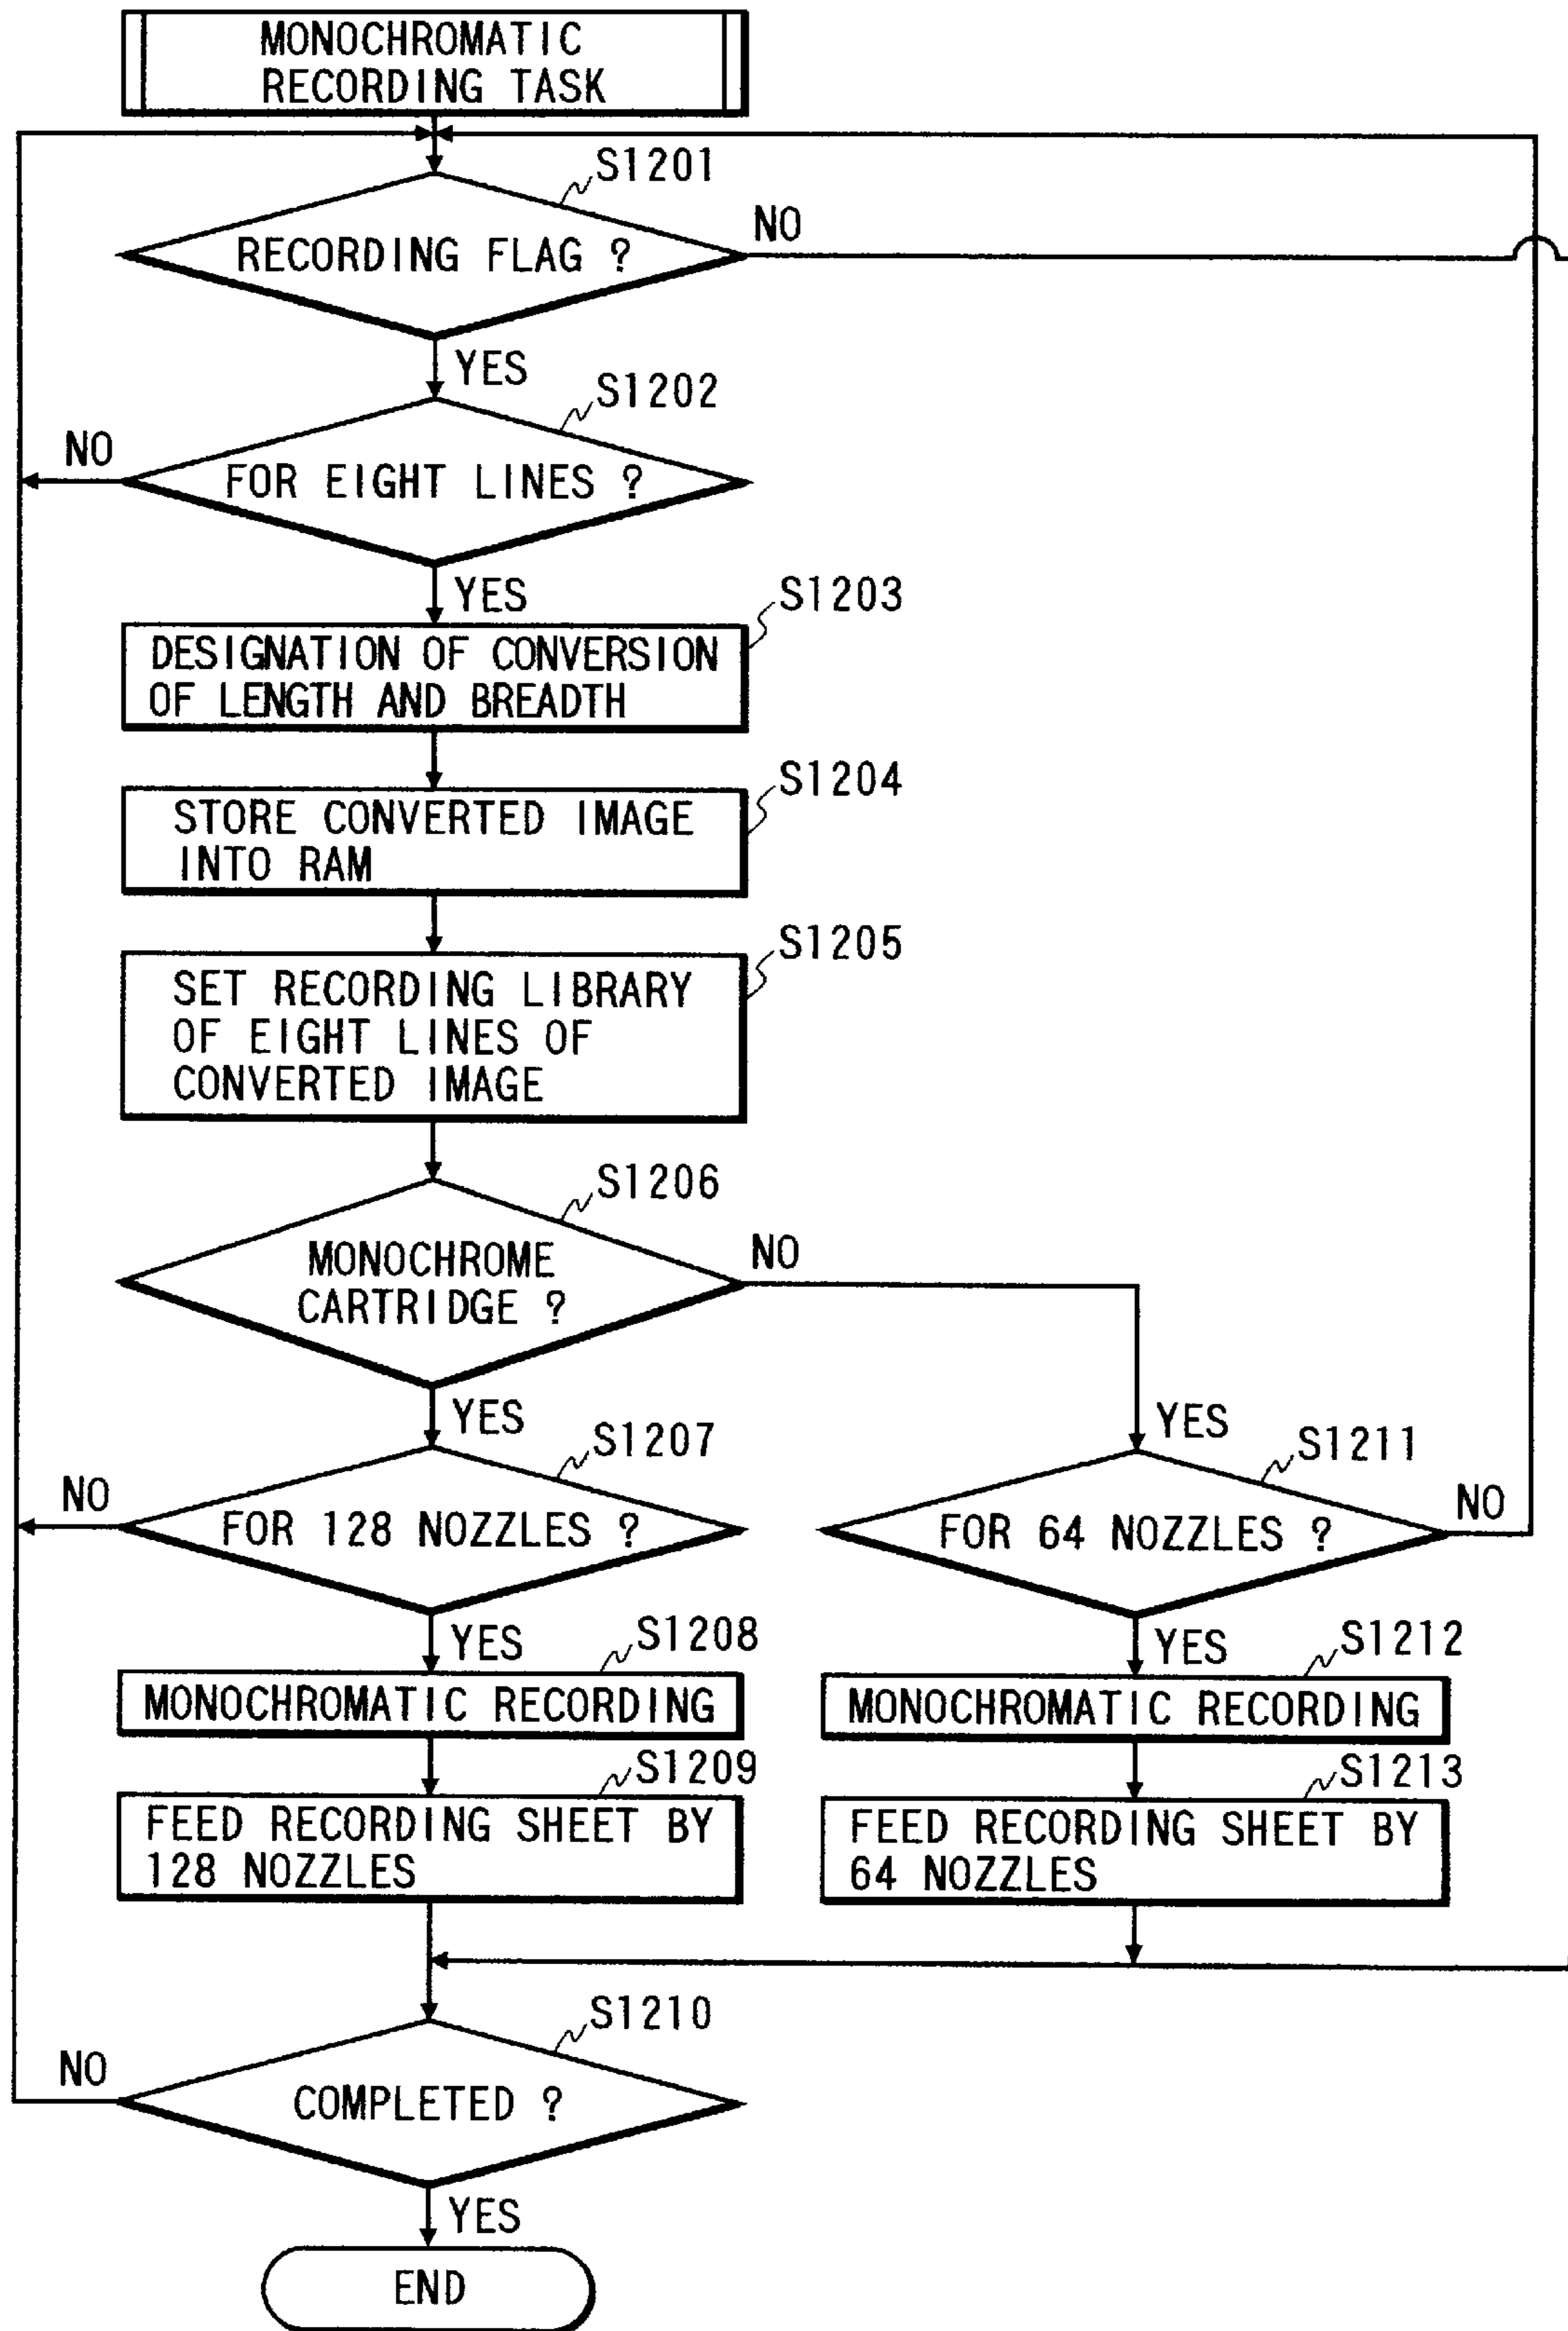 MONOCHROMATIC
RECORDING TASK
S1201
RECORDING FLAG ?
NO
YES
S1202
FOR EIGHT LINES ?
NO
YES
S1203
DESIGNATION OF CONVERSION
OF LENGTH AND BREADTH
S1204
STORE CONVERTED IMAGE
INTO RAM
S1205
SET RECORDING LIBRARY
OF EIGHT LINES OF
CONVERTED IMAGE
S1206
MONOCHROME
CARTRIDGE ?
NO
YES
S1207
FOR 128 NOZZLES ?
NO
YES
S1208
MONOCHROMATIC RECORDING
S1209
FEED RECORDING SHEET BY
128 NOZZLES
YES
S1211
FOR 64 NOZZLES ?
NO
YES
S1212
MONOCHROMATIC RECORDING
S1213
FEED RECORDING SHEET BY
64 NOZZLES
S1210
COMPLETED ?
NO
YES
END